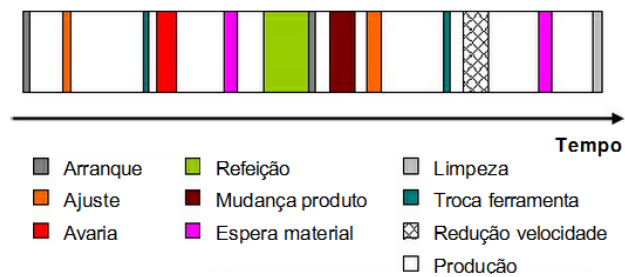 Tempo
Arranque
Refeição
Limpeza
Ajuste
Mudança produto
Troca ferramenta
Avaria
Espera material
Redução velocidade
Produção